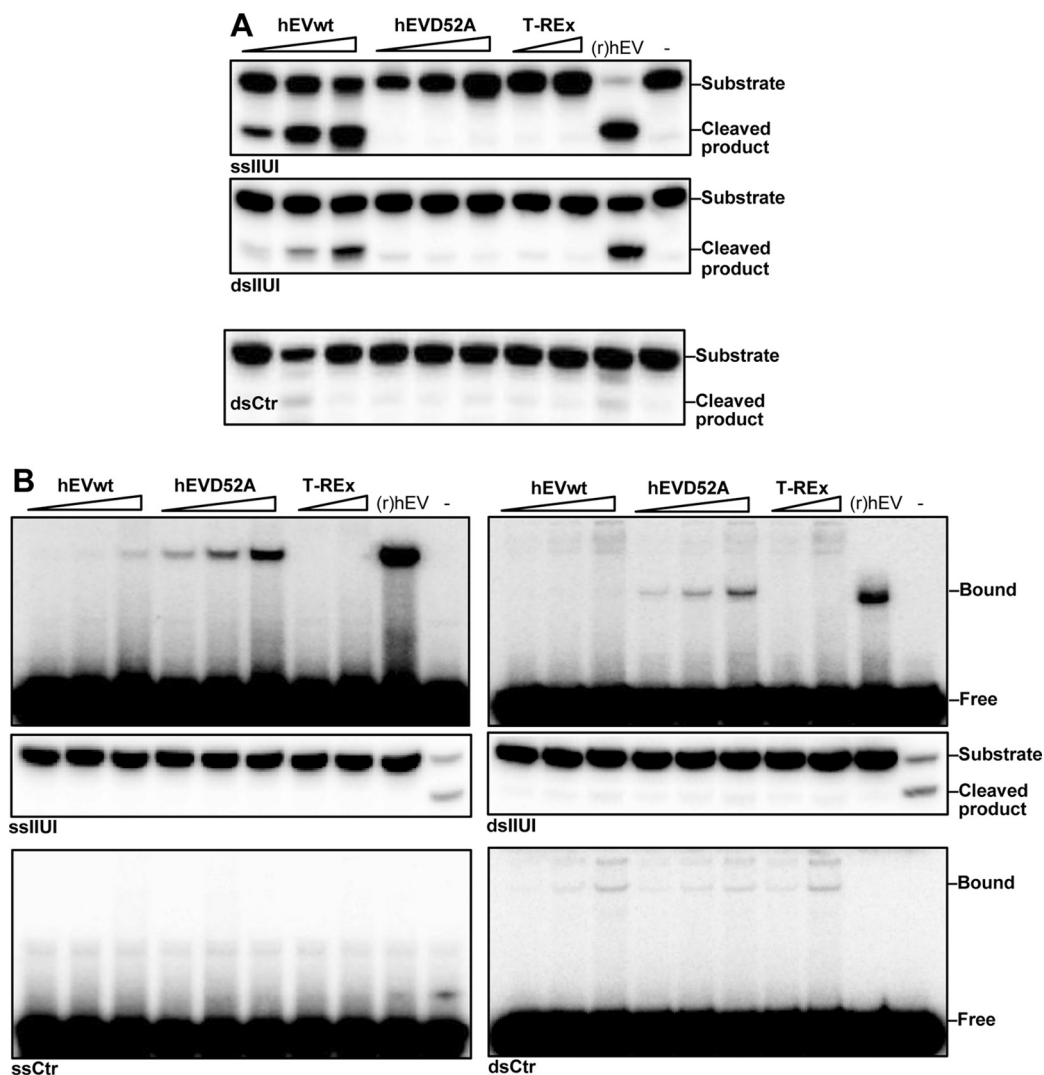 A
hEVwt hEVD52A T-REx (r)hEV -
Substrate
Cleaved
product
ssIIUI
Substrate
Cleaved
product
dsIIUI
Substrate
dsCtr
Cleaved
product
B
hEVwt hEVD52A T-REx (r)hEV -
hEVwt hEVD52A T-REx (r)hEV -
Bound
Free
Substrate
Cleaved
product
ssIIUI
dsIIUI
Bound
Free
ssCtr
dsCtr